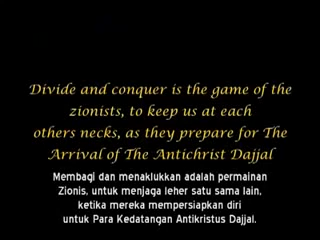 Divide and conquer is the game of the
zionists, to keep us at each
others necks, as they prepare for The
Arrival of The Antichrist Dajjal
Membagi dan menaklukkan adalah permainan
Zionis, untuk menjaga leher satu sama lain,
ketika mereka mempersiapkan diri
untuk Para Kedatangan Antikristus Dajjal.